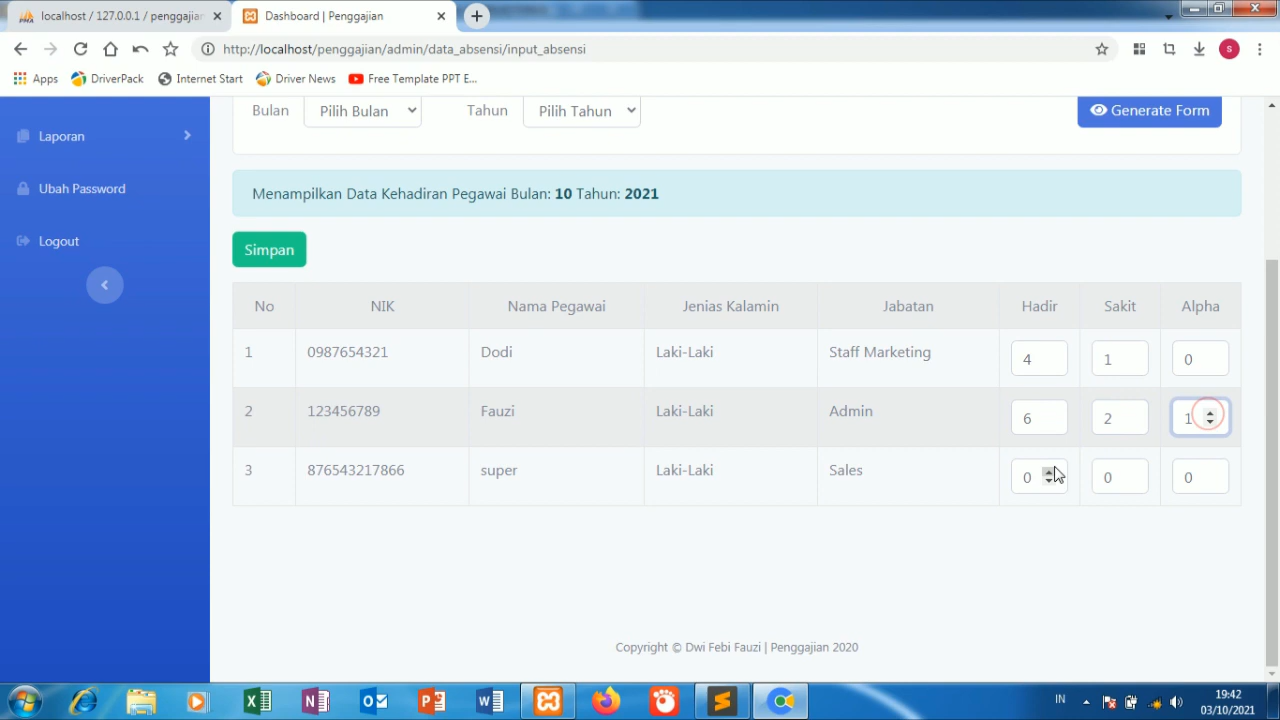 localhost / 127.0.0.1 / penggajian
Dashboard | Penggajian
http://localhost/penggajian/admin/data_absensi/input_absensi
s
Apps DriverPack Internet Start Driver News Free Template PPT E...
Laporan
Ubah Password
Logout
Bulan Pilih Bulan Tahun Pilih Tahun Generate Form
Menampilkan Data Kehadiran Pegawai Bulan: 10 Tahun: 2021
Simpan
No NIK Nama Pegawai Jenias Kalamin Jabatan Hadir Sakit Alpha
1 0987654321 Dodi Laki-Laki Staff Marketing 4 1 0
2 123456789 Fauzi Laki-Laki Admin 6 2 1
3 876543217866 super Laki-Laki Sales 0 0 0
Copyright © Dwi Febi Fauzi | Penggajian 2020
IN
19:42
03/10/2021